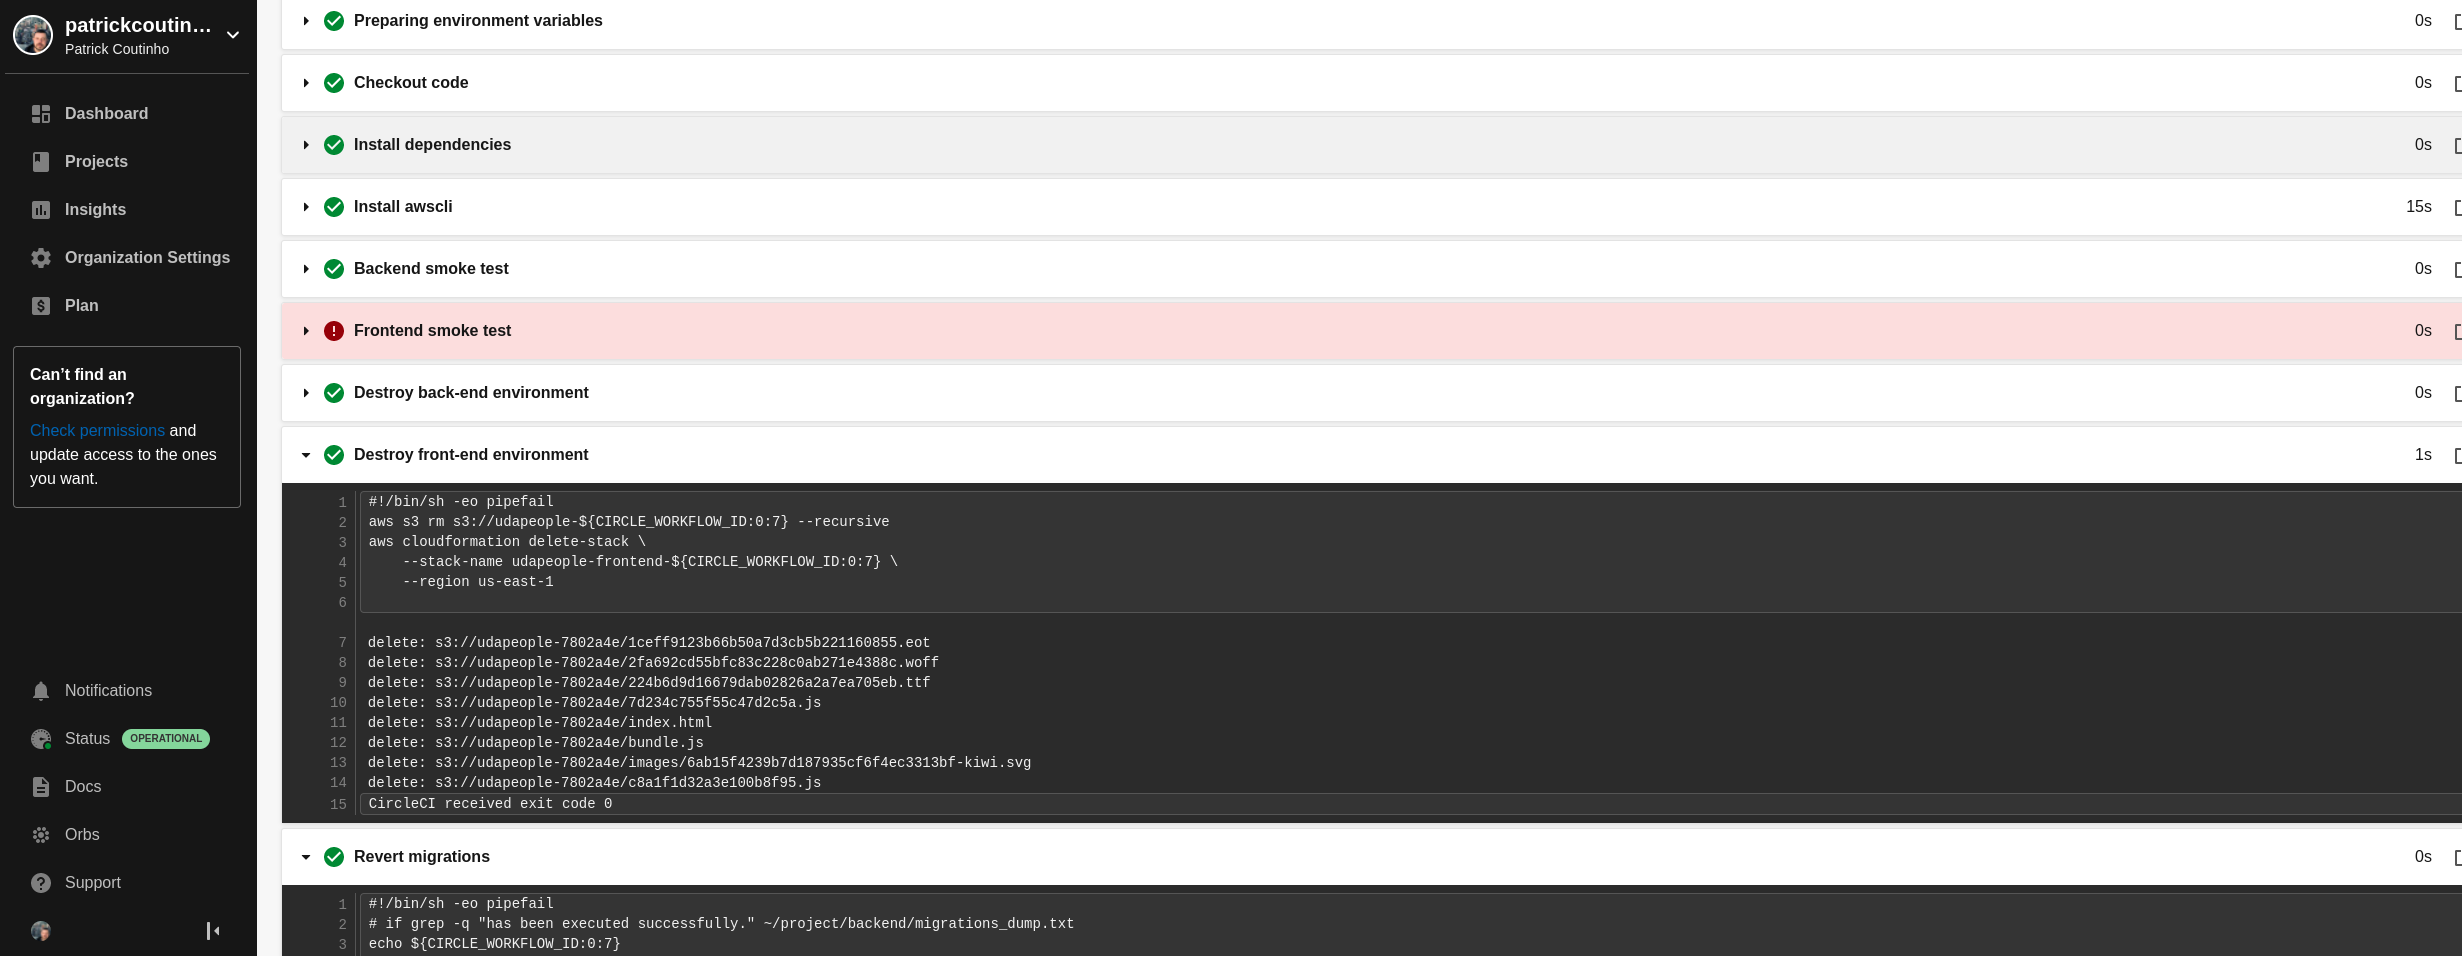 patrickcoutin...
Patrick Coutinho
Dashboard
Projects
Insights
Organization Settings
Plan
Can’t find an
organization?
Check permissions and
update access to the ones
you want.
Notifications
Status OPERATIONAL
Docs
Orbs
Support
Preparing environment variables 0s
Checkout code 0s
Install dependencies 0s
Install awscli 15s
Backend smoke test 0s
Frontend smoke test 0s
Destroy back-end environment 0s
Destroy front-end environment 1s
1 #!/bin/sh -eo pipefail
2 aws s3 rm s3://udapeople-${CIRCLE_WORKFLOW_ID:0:7} --recursive
3 aws cloudformation delete-stack \
4 --stack-name udapeople-frontend-${CIRCLE_WORKFLOW_ID:0:7} \
5 --region us-east-1
6
7 delete: s3://udapeople-7802a4e/1ceff9123b66b50a7d3cb5b221160855.eot
8 delete: s3://udapeople-7802a4e/2fa692cd55bfc83c228c0ab271e4388c.woff
9 delete: s3://udapeople-7802a4e/224b6d9d16679dab02826a2a7ea705eb.ttf
10 delete: s3://udapeople-7802a4e/7d234c755f55c47d2c5a.js
11 delete: s3://udapeople-7802a4e/index.html
12 delete: s3://udapeople-7802a4e/bundle.js
13 delete: s3://udapeople-7802a4e/images/6ab15f4239b7d187935cf6f4ec3313bf-kiwi.svg
14 delete: s3://udapeople-7802a4e/c8a1f1d32a3e100b8f95.js
15 CircleCI received exit code 0
Revert migrations 0s
1 #!/bin/sh -eo pipefail
2 # if grep -q "has been executed successfully." ~/project/backend/migrations_dump.txt
3 echo ${CIRCLE_WORKFLOW_ID:0:7}